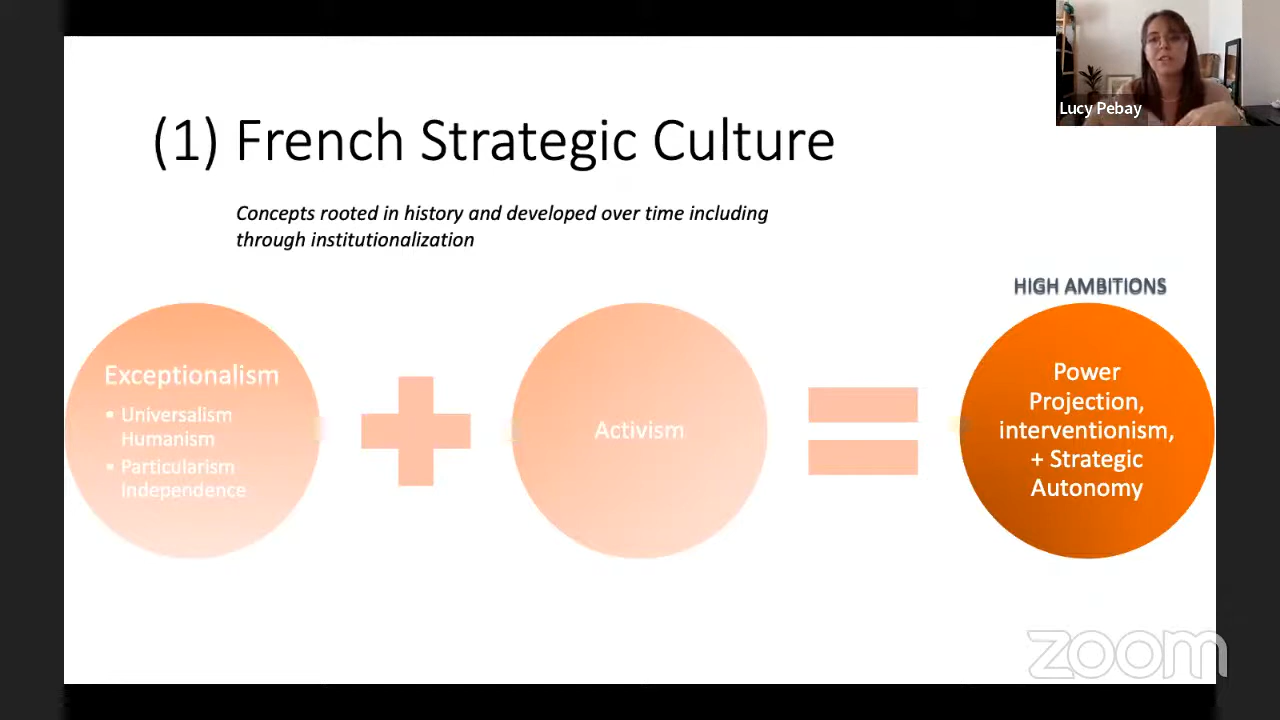 Lucy Pebay
(1) French Strategic Culture
Concepts rooted in history and developed over time including
through institutionalization
HIGH AMBITIONS
Exceptionalism
• Universalism
Humanism
• Particularism
Independence
Activism
Power
Projection,
interventionism,
+ Strategic
Autonomy
zoom